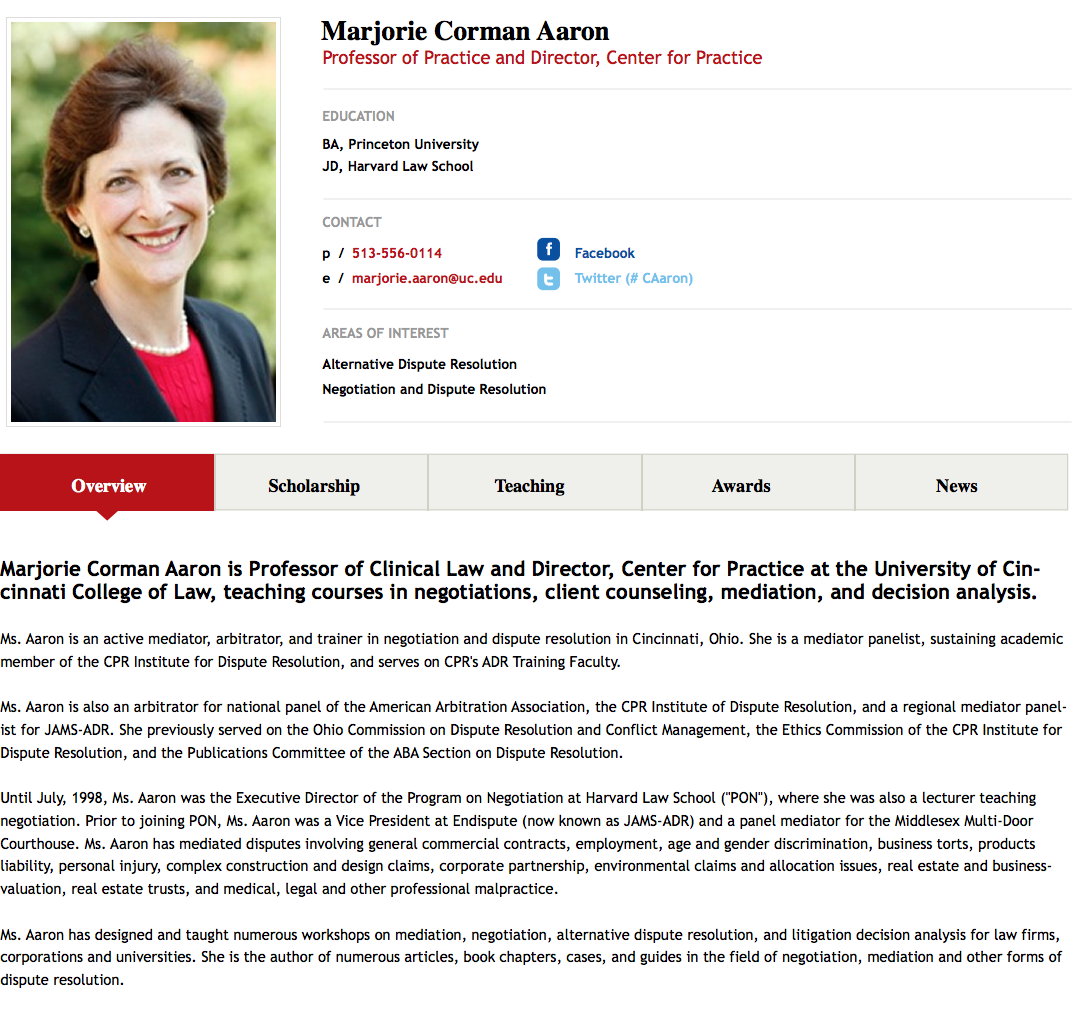 Marjorie Corman Aaron
Professor of Practice and Director, Center for Practice
EDUCATION
BA, Princeton University
JD, Harvard Law School
CONTACT
p / 513-556-0114
e / marjorie.aaron@uc.edu
f Facebook
t Twitter (# CAaron)
AREAS OF INTEREST
Alternative Dispute Resolution
Negotiation and Dispute Resolution
Overview Scholarship Teaching Awards News
Marjorie Corman Aaron is Professor of Clinical Law and Director, Center for Practice at the University of Cin-
cinnati College of Law, teaching courses in negotiations, client counseling, mediation, and decision analysis.
Ms. Aaron is an active mediator, arbitrator, and trainer in negotiation and dispute resolution in Cincinnati, Ohio. She is a mediator panelist, sustaining academic
member of the CPR Institute for Dispute Resolution, and serves on CPR's ADR Training Faculty.
Ms. Aaron is also an arbitrator for national panel of the American Arbitration Association, the CPR Institute of Dispute Resolution, and a regional mediator panel-
ist for JAMS-ADR. She previously served on the Ohio Commission on Dispute Resolution and Conflict Management, the Ethics Commission of the CPR Institute for
Dispute Resolution, and the Publications Committee of the ABA Section on Dispute Resolution.
Until July, 1998, Ms. Aaron was the Executive Director of the Program on Negotiation at Harvard Law School ("PON"), where she was also a lecturer teaching
negotiation. Prior to joining PON, Ms. Aaron was a Vice President at Endispute (now known as JAMS-ADR) and a panel mediator for the Middlesex Multi-Door
Courthouse. Ms. Aaron has mediated disputes involving general commercial contracts, employment, age and gender discrimination, business torts, products
liability, personal injury, complex construction and design claims, corporate partnership, environmental claims and allocation issues, real estate and business-
valuation, real estate trusts, and medical, legal and other professional malpractice.
Ms. Aaron has designed and taught numerous workshops on mediation, negotiation, alternative dispute resolution, and litigation decision analysis for law firms,
corporations and universities. She is the author of numerous articles, book chapters, cases, and guides in the field of negotiation, mediation and other forms of
dispute resolution.